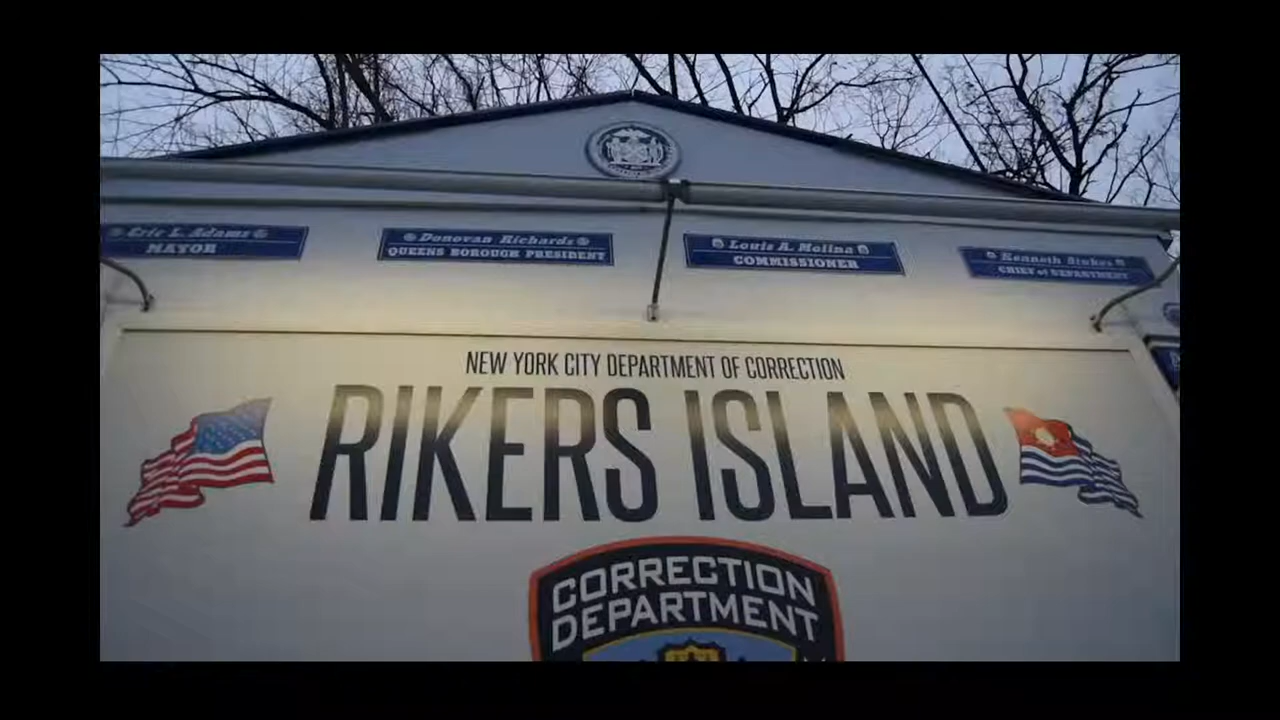 Eric L. Adams
MAYOR
Donovan Richards
QUEENS BOROUGH PRESIDENT
Louis A. Molina
COMMISSIONER
Kenneth Stukes
CHIEF of DEPARTMENT
NEW YORK CITY DEPARTMENT OF CORRECTION
RIKERS ISLAND
CORRECTION
DEPARTMENT